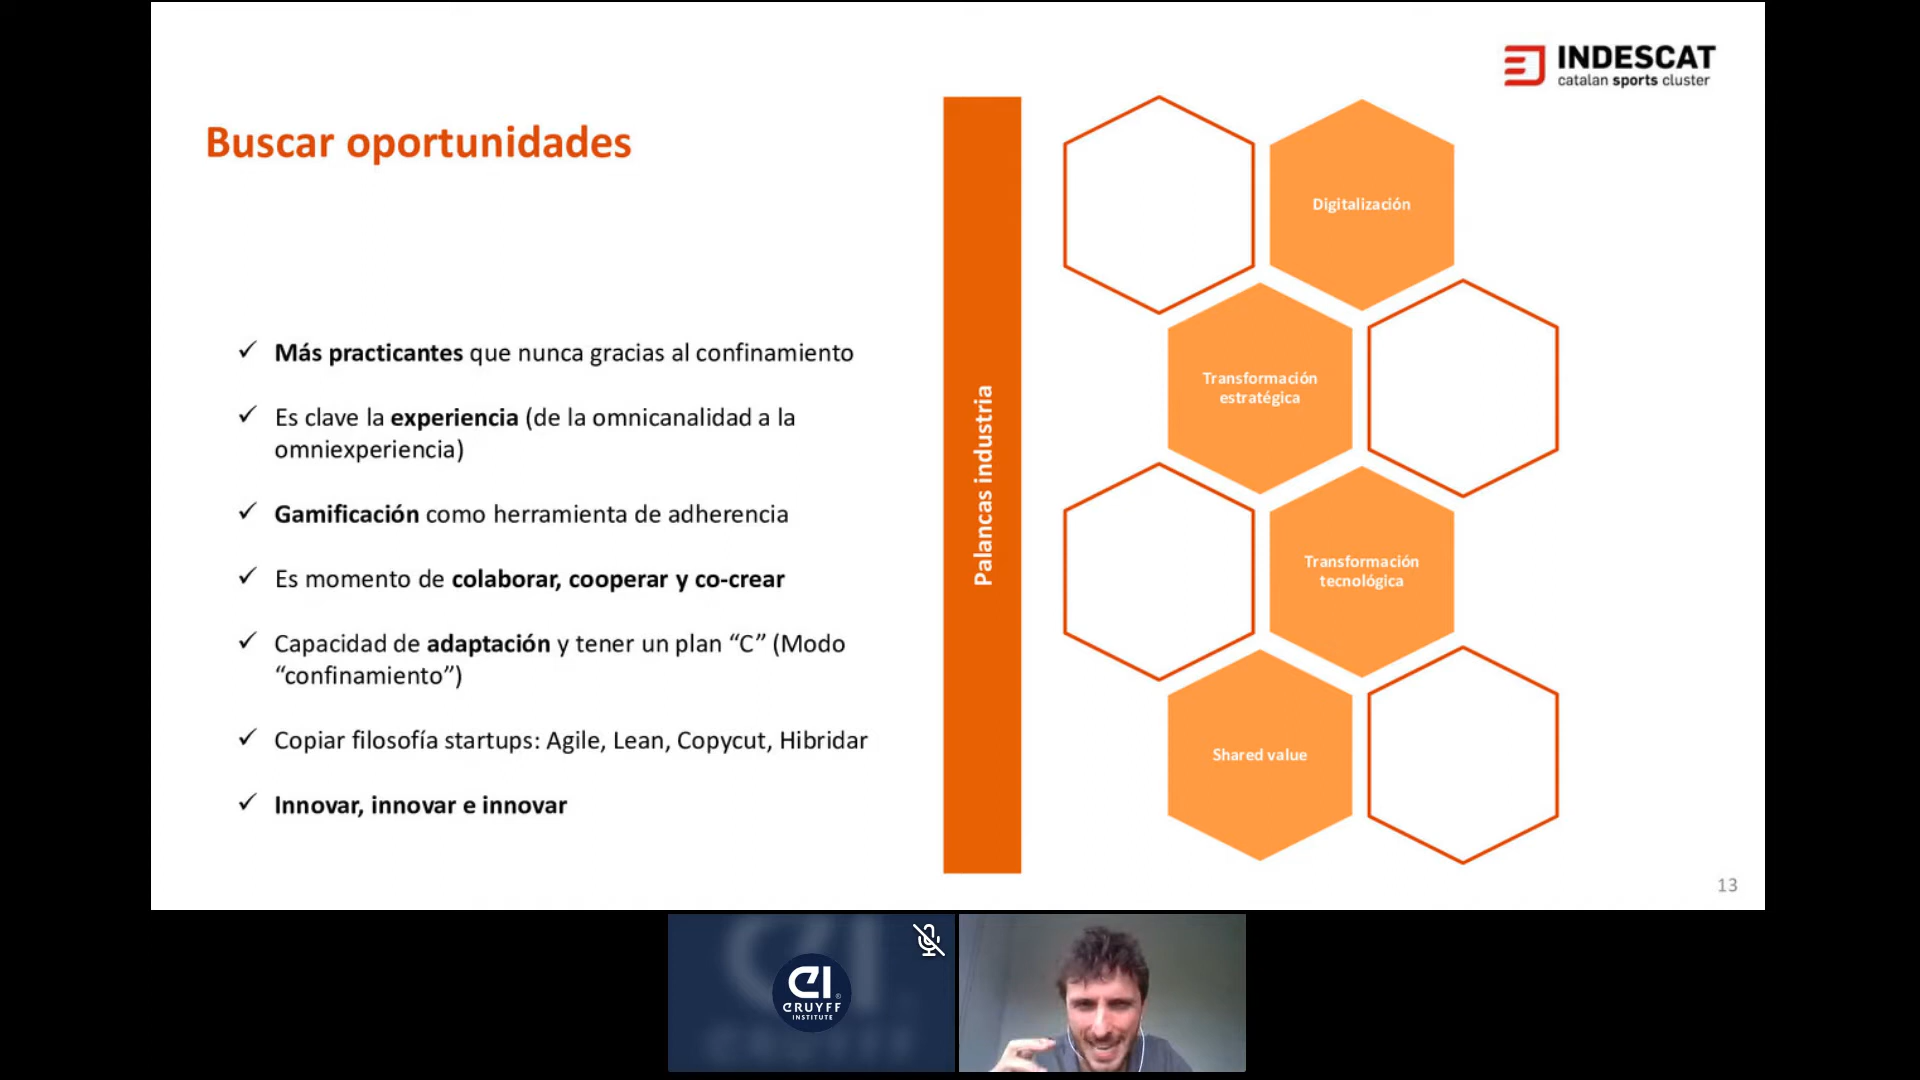 INDESCAT
catalan sports cluster
Buscar oportunidades
✓ Más practicantes que nunca gracias al confinamiento
✓ Es clave la experiencia (de la omnicanalidad a la
omniexperiencia)
✓ Gamificación como herramienta de adherencia
✓ Es momento de colaborar, cooperar y co-crear
✓ Capacidad de adaptación y tener un plan “C” (Modo
“confinamiento”)
✓ Copiar filosofía startups: Agile, Lean, Copycut, Hibridar
✓ Innovar, innovar e innovar
Palancas industria
Digitalización
Transformación
estratégica
Transformación
tecnológica
Shared value
13
CRUYFF
INSTITUTE